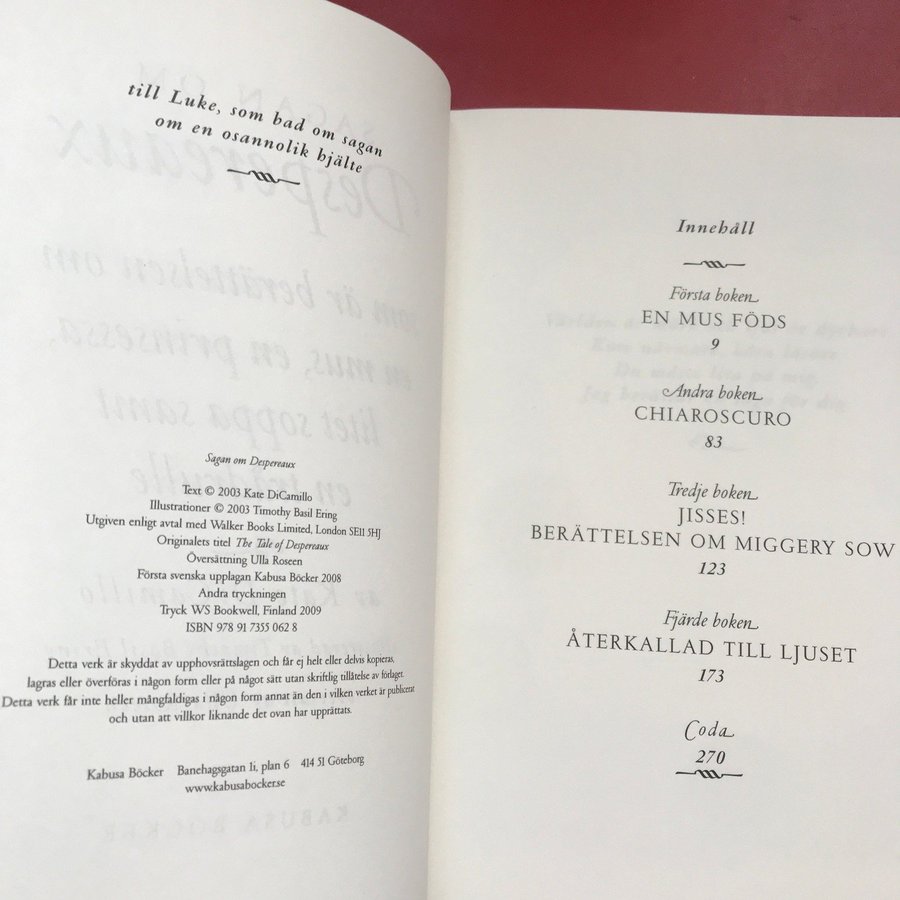 till Luke, som bad om sagan
om en osannolik hjälte
Sagan om Despereaux
Text © 2003 Kate DiCamillo
Illustrationer © 2003 Timothy Basil Ering
Utgiven enligt avtal med Walker Books Limited, London SE11 5HJ
Originalets titel The Tale of Despereaux
Översättning Ulla Roseen
Första svenska upplagan Kabusa Böcker 2008
Andra tryckningen
Tryck WS Bookwell, Finland 2009
ISBN 978 91 7355 062 8
Detta verk är skyddat av upphovsrättslagen och får ej helt eller delvis kopieras,
lagras eller överföras i någon form eller på något sätt utan skriftlig tillåtelse av förlaget.
Detta verk får inte heller mångfaldigas i någon form annat än den i vilken verket är publicerat
och utan att villkor liknande det ovan har upprättats.
Kabusa Böcker Banehagsgatan 1i, plan 6 414 51 Göteborg
www.kabusabocker.se
Innehåll
Första boken
EN MUS FÖDS
9
Andra boken
CHIAROSCURO
83
Tredje boken
JISSES!
BERÄTTELSEN OM MIGGERY SOW
123
Fjärde boken
ÅTERKALLAD TILL LJUSET
173
Coda
270